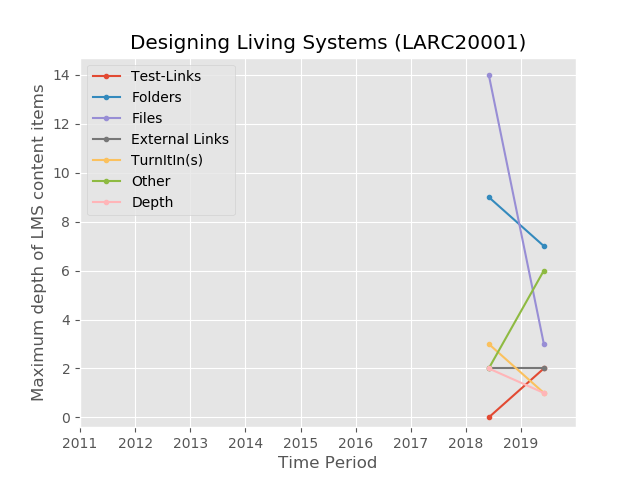 Designing Living Systems (LARC20001)
Maximum depth of LMS content items
14
12
10
8
6
4
2
0
Test-Links
Folders
Files
External Links
TurnItIn(s)
Other
Depth
2011 2012 2013 2014 2015 2016 2017 2018 2019
Time Period